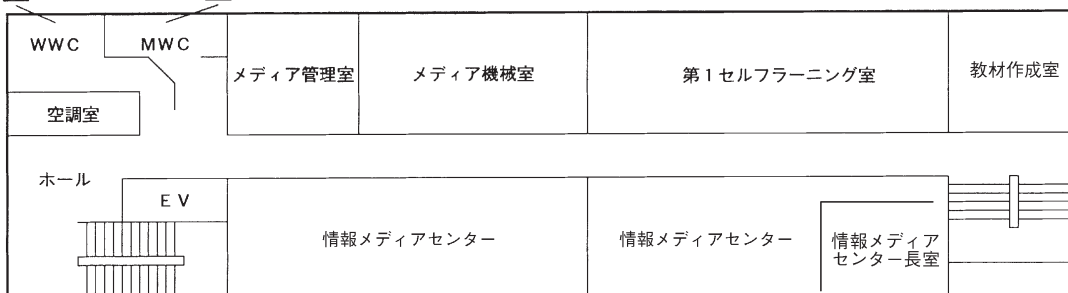 WWC
MWC
メディア管理室
メディア機械室
第1セルフラーニング室
教材作成室
空調室
ホール
EV
情報メディアセンター
情報メディアセンター
情報メディア
センター長室